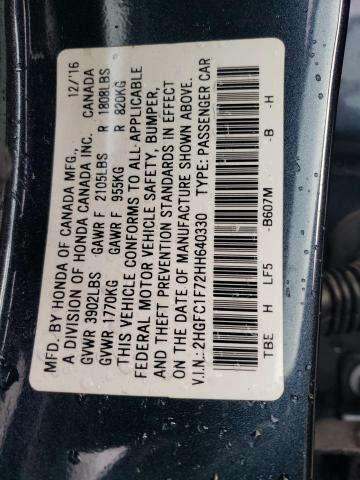 MFD. BY HONDA OF CANADA MFG., 12/'16
A DIVISION OF HONDA CANADA INC. CANADA
GVWR 3902LBS GAWR F 2105LBS R 1808LBS
GVWR 1770KG GAWR F 955KG R 820KG
THIS VEHICLE CONFORMS TO ALL APPLICABLE
FEDERAL MOTOR VEHICLE SAFETY, BUMPER,
AND THEFT PREVENTION STANDARDS IN EFFECT
ON THE DATE OF MANUFACTURE SHOWN ABOVE.
V.I.N.: 2HGFC1F72HH640330 TYPE: PASSENGER CAR
TBE H LF5 -B607M -B -H